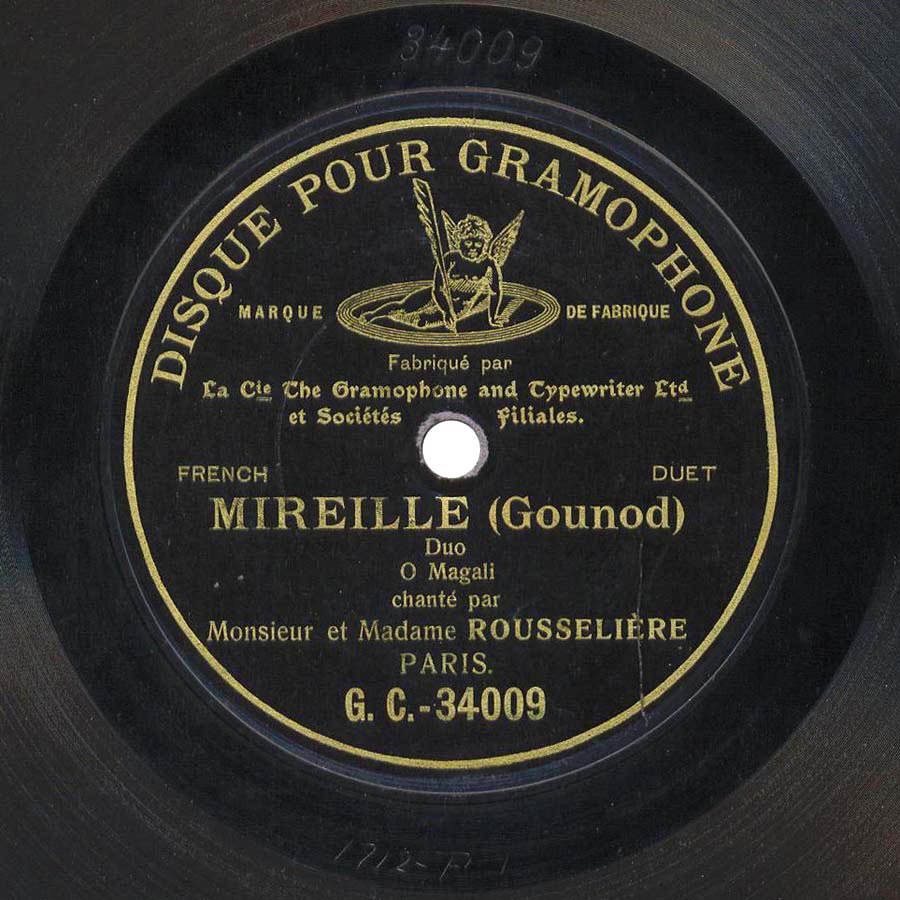 34009
DISQUE POUR GRAMOPHONE
MARQUE DE FABRIQUE
Fabriqué par
La Cie The Gramophone and Typewriter Ltd
et Sociétés filiales.
FRENCH DUET
MIREILLE (Gounod)
Duo
O Magali
chanté par
Monsieur et Madame ROUSSELIÈRE
PARIS.
G. C.-34009